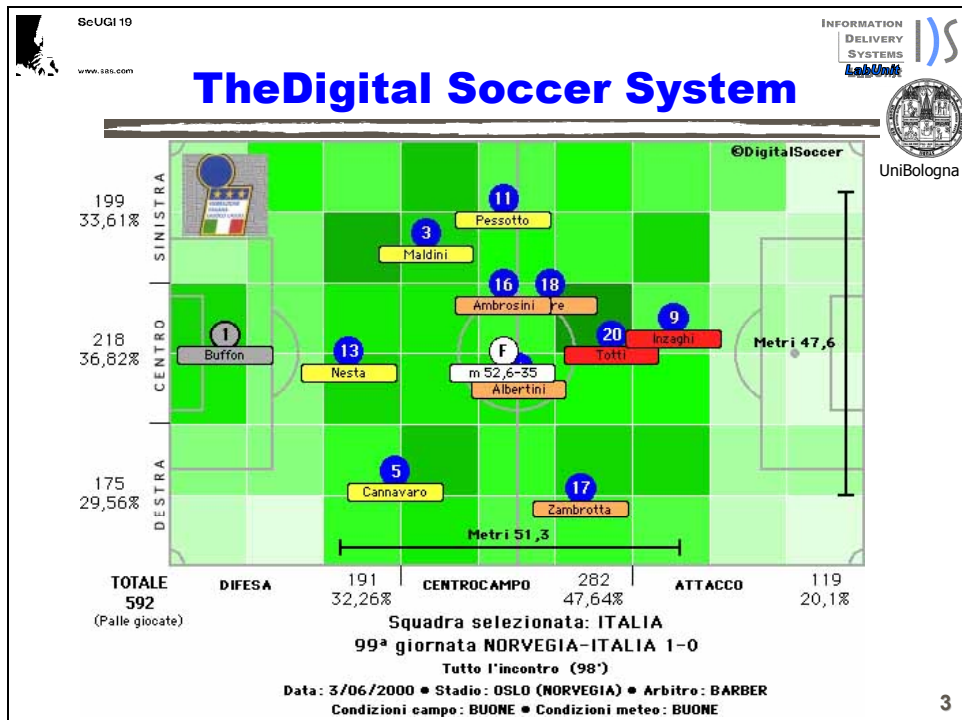 SeUGI 19
www.sas.com
INFORMATION
DELIVERY
SYSTEMS
LabUnit
TheDigital Soccer System
UniBologna
©DigitalSoccer
SINISTRA
199
33,61%
11
Pessotto
3
Maldini
16
18
Ambrosini
re
9
Inzaghi
20
Totti
Metri 47,6
CENTRO
218
36,82%
1
Buffon
13
Nesta
F
m 52,6-35
Albertini
DESTRA
175
29,56%
5
Cannavaro
17
Zambrotta
Metri 51,3
TOTALE
592
(Palle giocate)
DIFESA
191
32,26%
CENTROCAMPO
282
47,64%
ATTACCO
119
20,1%
Squadra selezionata: ITALIA
99ª giornata NORVEGIA-ITALIA 1-0
Tutto l'incontro (98')
Data: 3/06/2000 ● Stadio: OSLO (NORVEGIA) ● Arbitro: BARBER
Condizioni campo: BUONE ● Condizioni meteo: BUONE
3